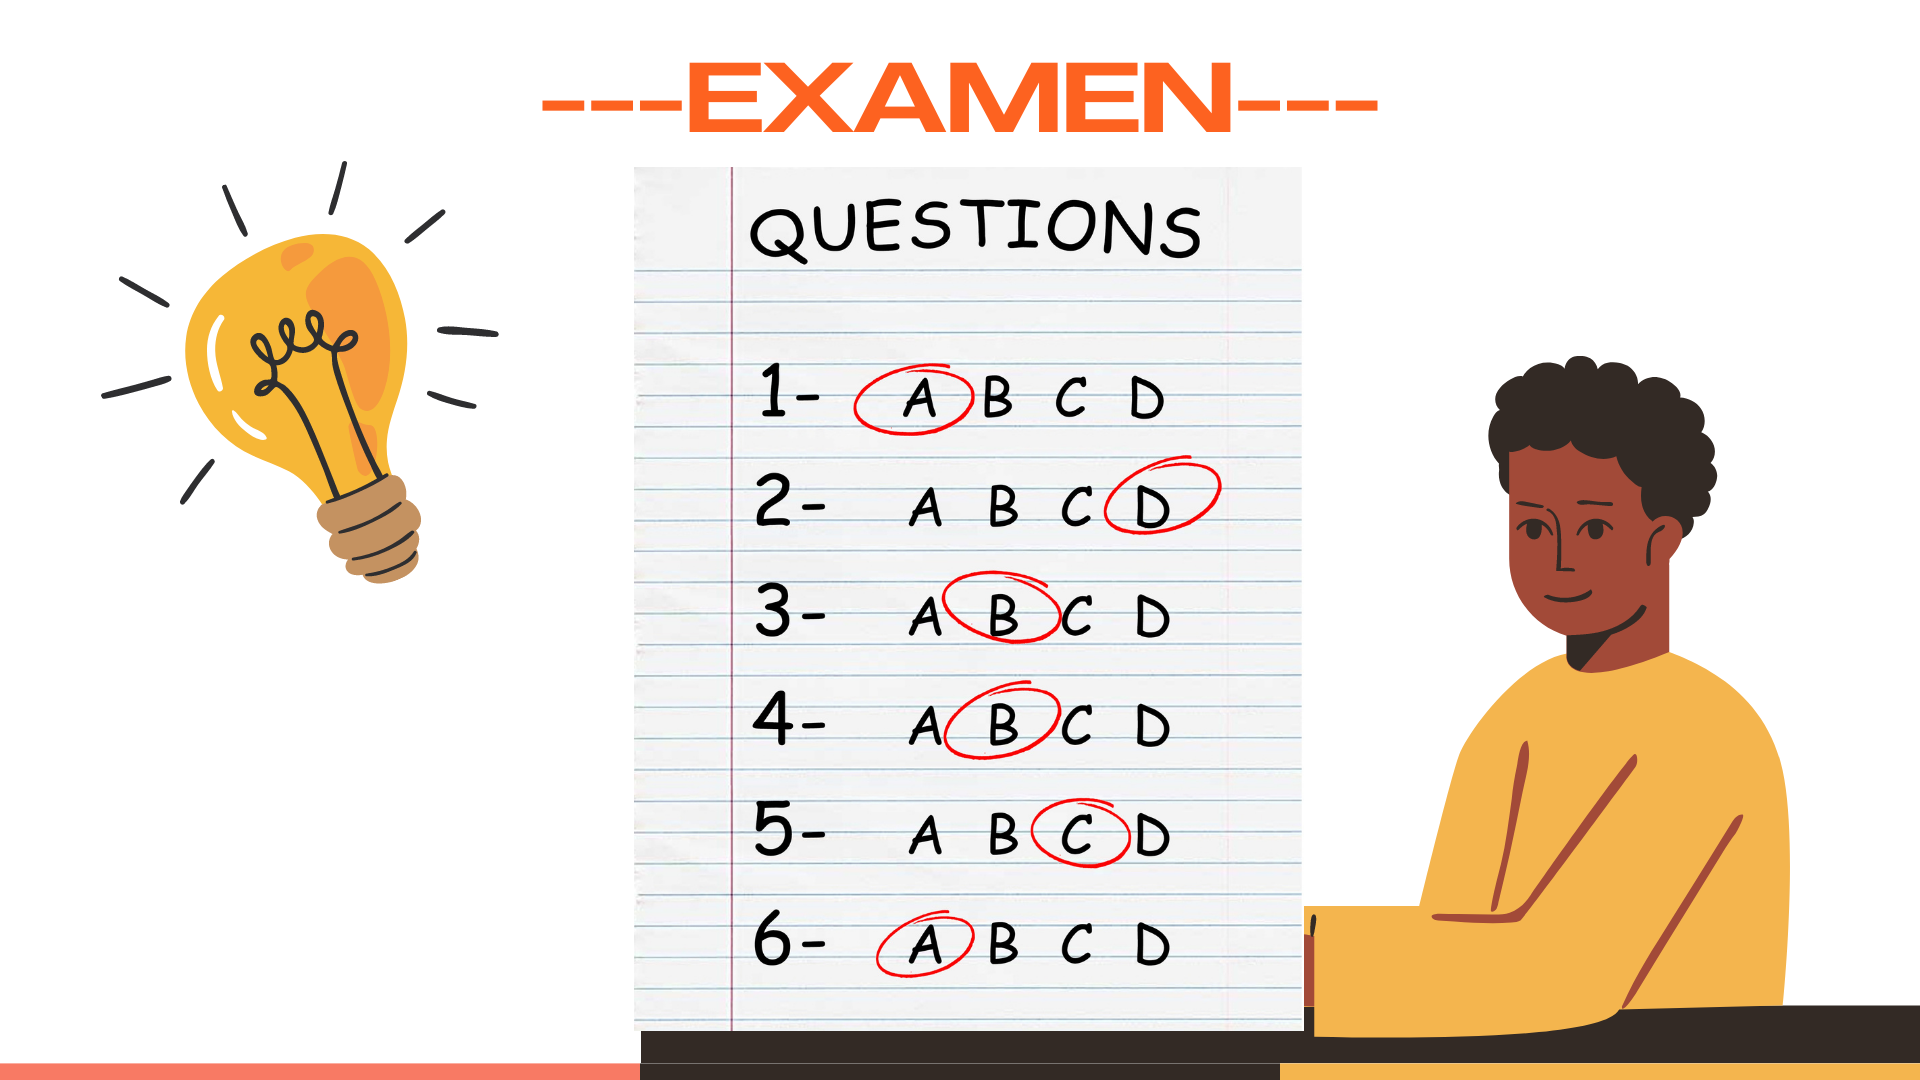 ---EXAMEN---
QUESTIONS
1- A B C D
2- A B C D
3- A B C D
4- A B C D
5- A B C D
6- A B C D